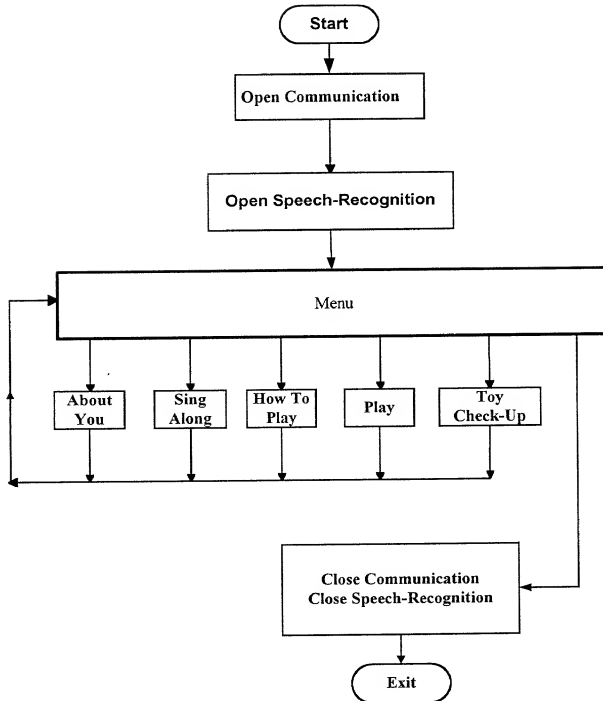 Start
Open Communication
Open Speech-Recognition
Menu
About
You
Sing
Along
How To
Play
Play
Toy
Check-Up
Close Communication
Close Speech-Recognition
Exit